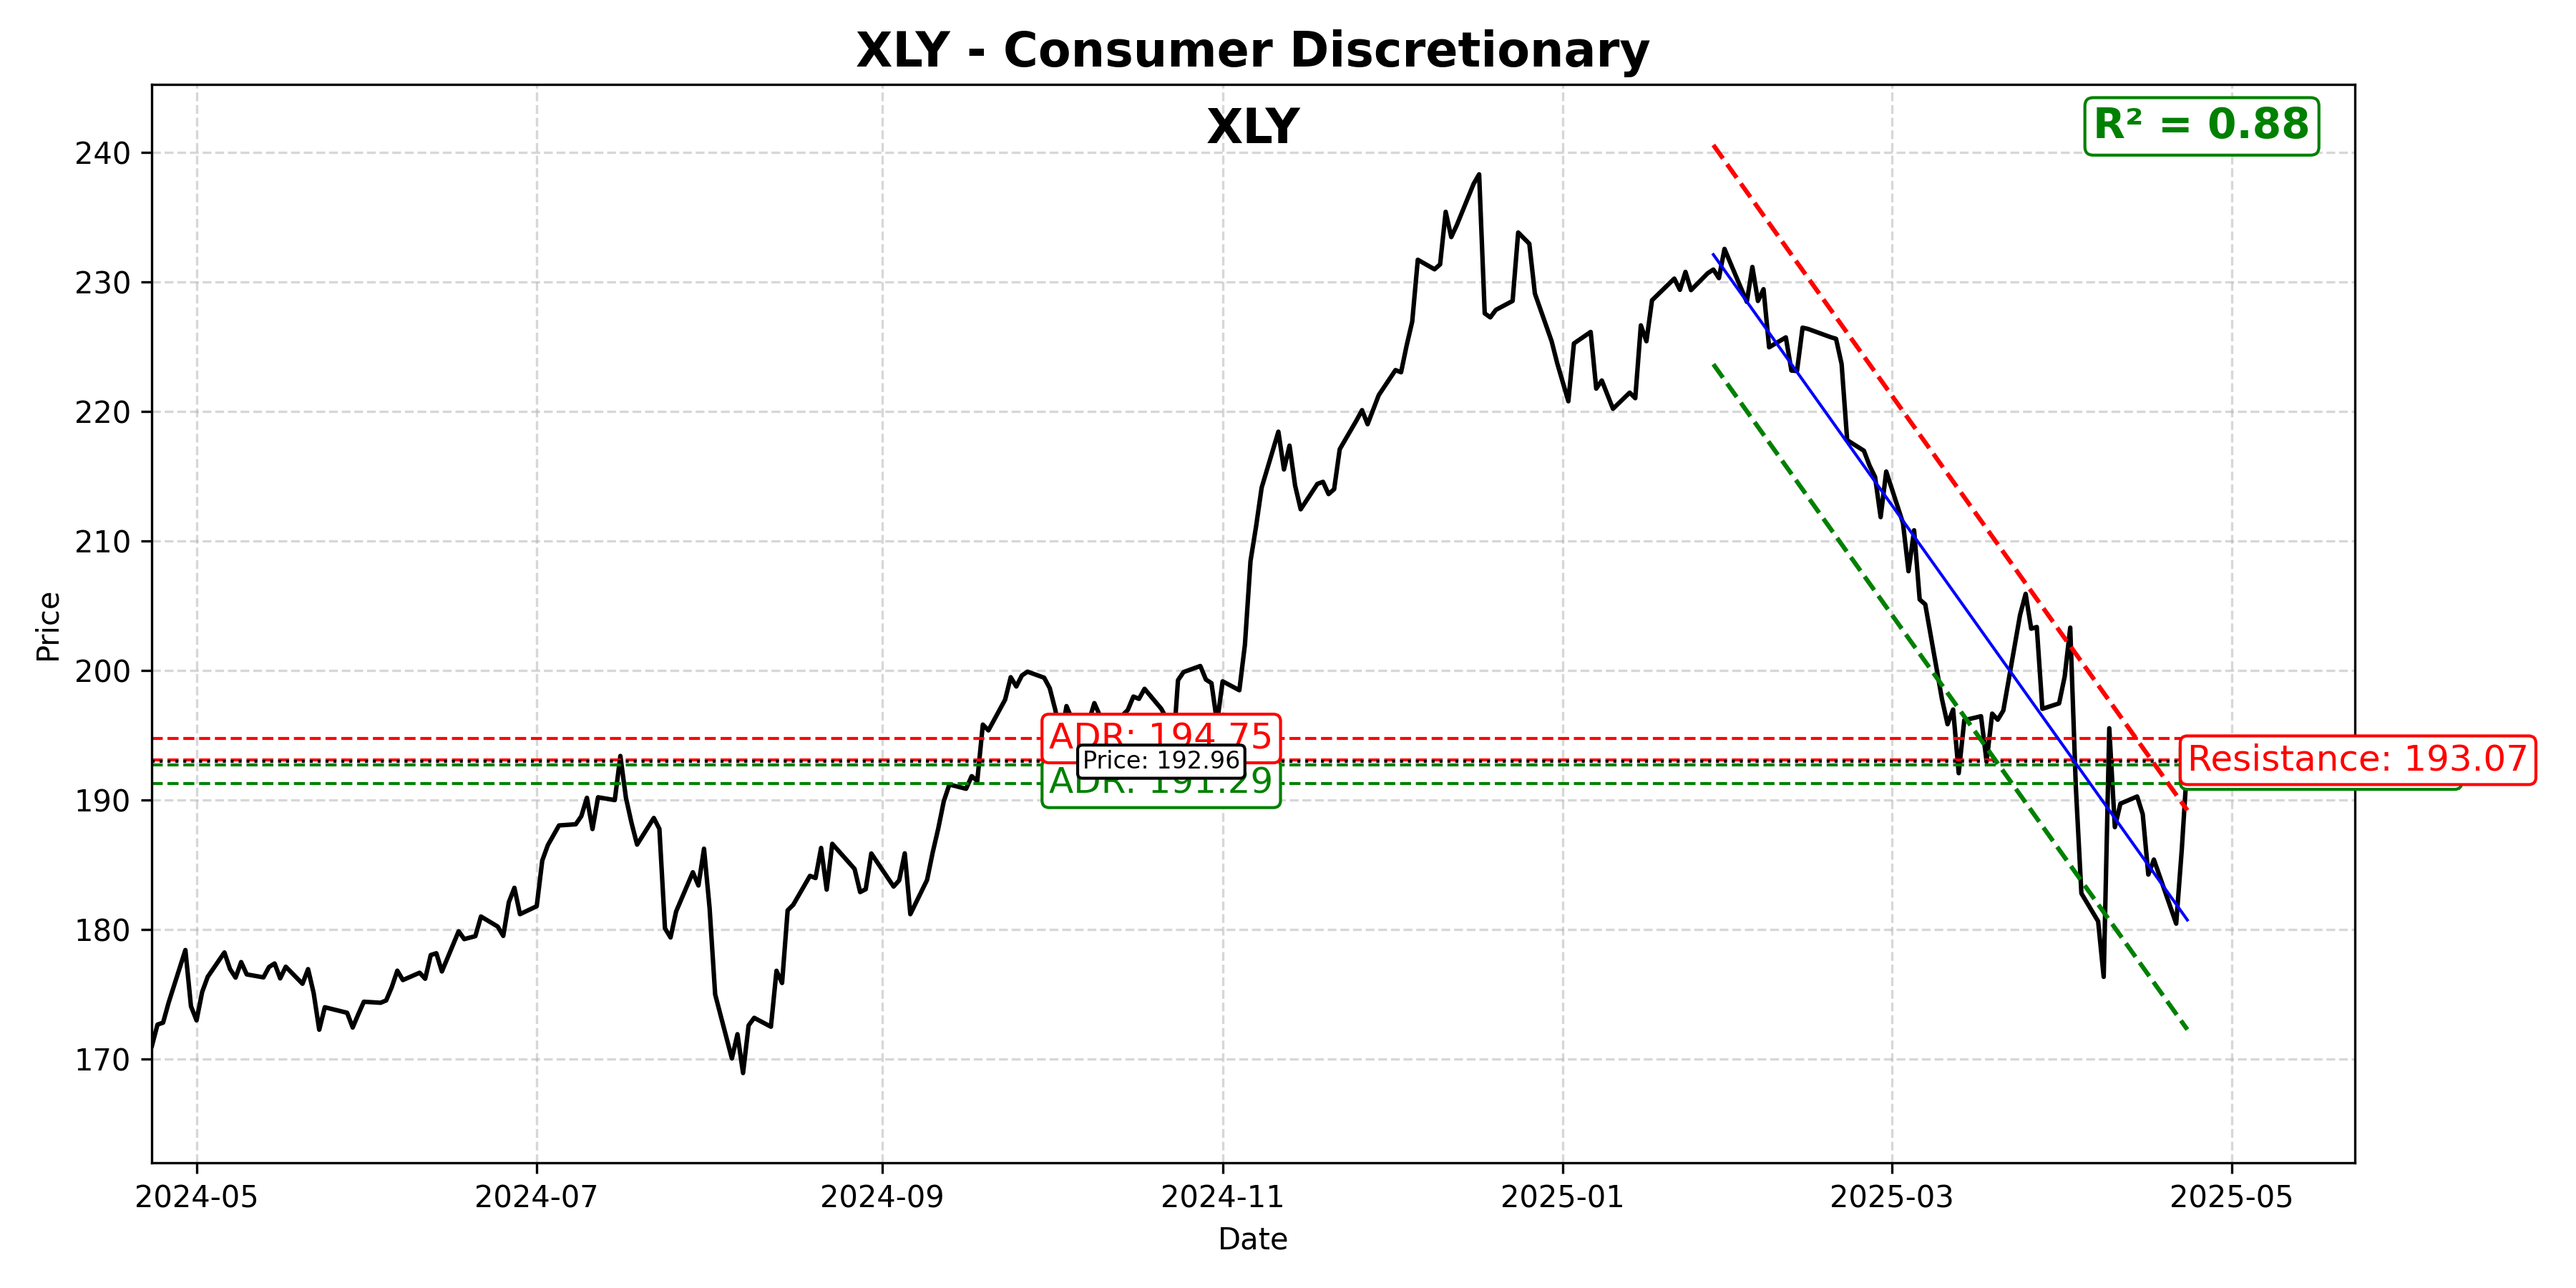 XLY - Consumer Discretionary
XLY
R² = 0.88
240
230
220
210
200
190
180
170
Price
ADR: 194.75
Price: 192.96
ADR: 191.29
Resistance: 193.07
2024-05
2024-07
2024-09
2024-11
2025-01
2025-03
2025-05
Date